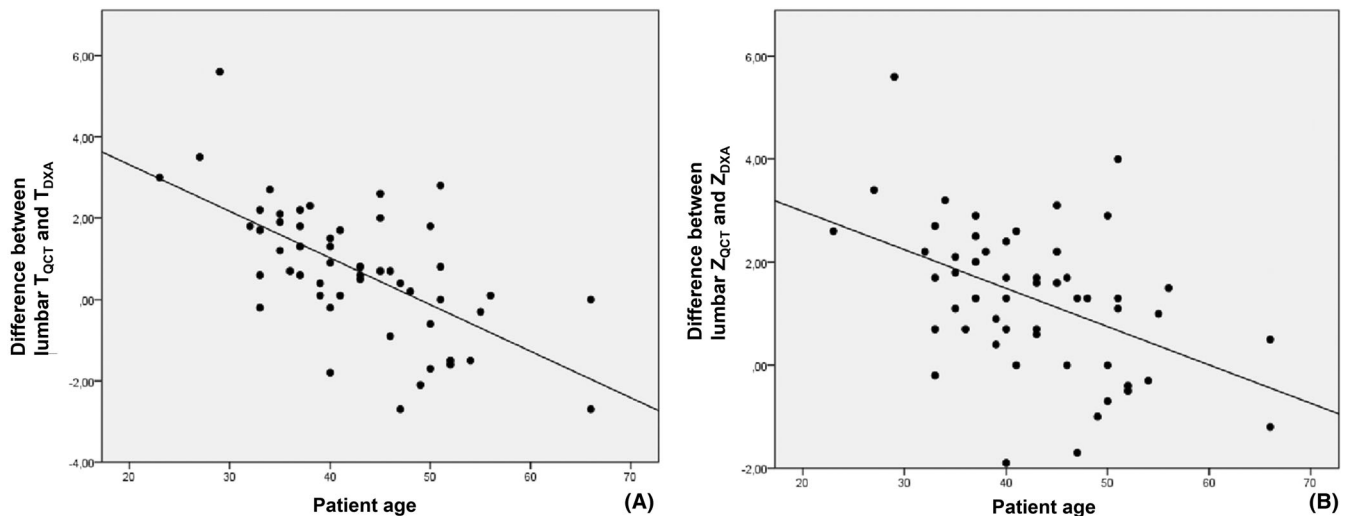 Difference between
lumbar TQCT and TDXA
6,00
4,00
2,00
,00
-2,00
-4,00
20
30
40
50
60
70
Patient age
(A)
Difference between
lumbar ZQCT and ZDXA
6,00
4,00
2,00
,00
-2,00
20
30
40
50
60
70
Patient age
(B)